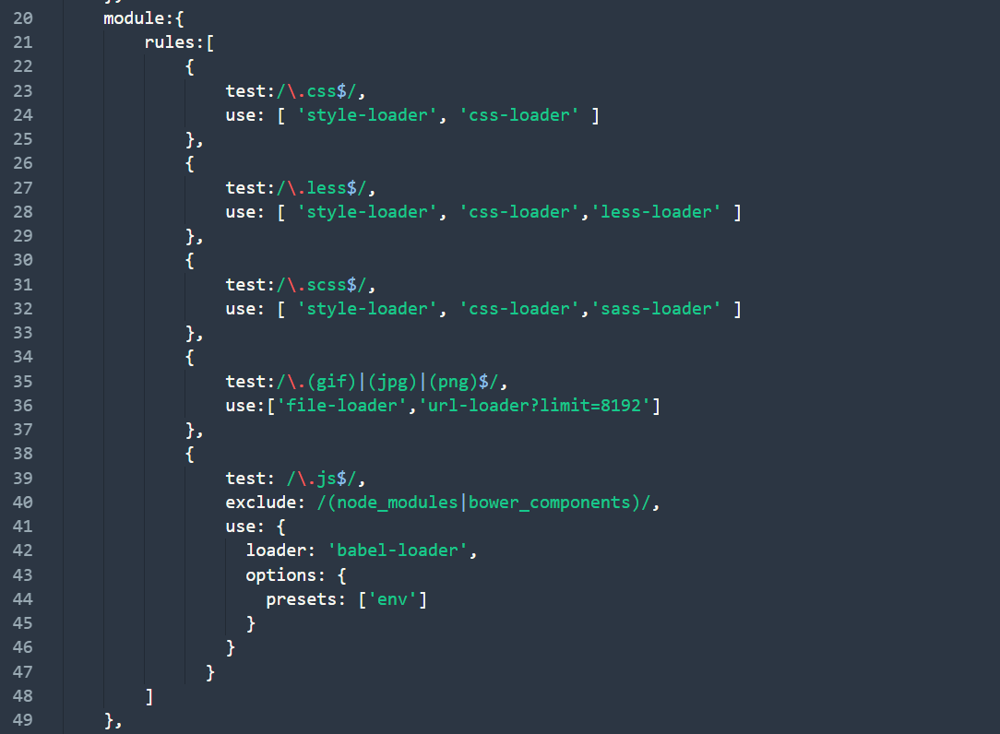 20 module:{
21 rules:[
22 {
23 test:/\.css$/,
24 use: [ 'style-loader', 'css-loader' ]
25 },
26 {
27 test:/\.less$/,
28 use: [ 'style-loader', 'css-loader','less-loader' ]
29 },
30 {
31 test:/\.scss$/,
32 use: [ 'style-loader', 'css-loader','sass-loader' ]
33 },
34 {
35 test:/\.(gif)|(jpg)|(png)$/,
36 use:['file-loader','url-loader?limit=8192']
37 },
38 {
39 test: /\.js$/,
40 exclude: /(node_modules|bower_components)/,
41 use: {
42 loader: 'babel-loader',
43 options: {
44 presets: ['env']
45 }
46 }
47 }
48 ]
49 },